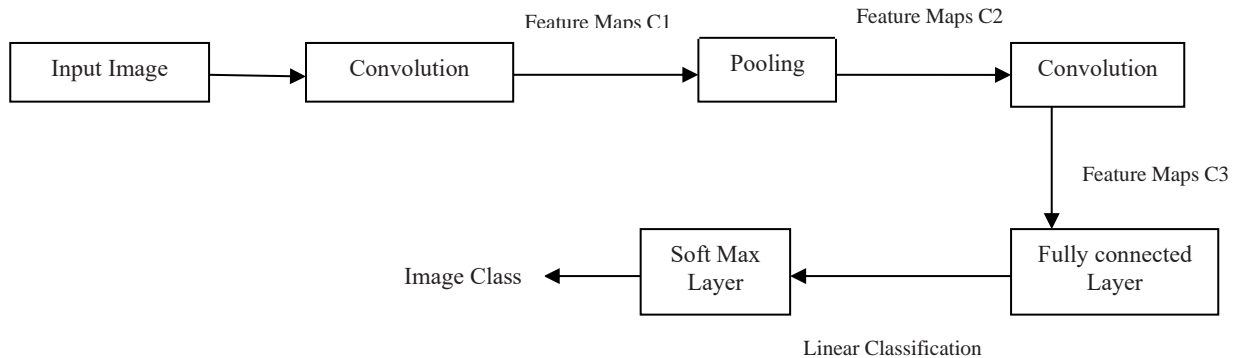 Feature Maps C1
Feature Maps C2
Input Image
Convolution
Pooling
Convolution
Feature Maps C3
Fully connected
Layer
Soft Max
Layer
Image Class
Linear Classification